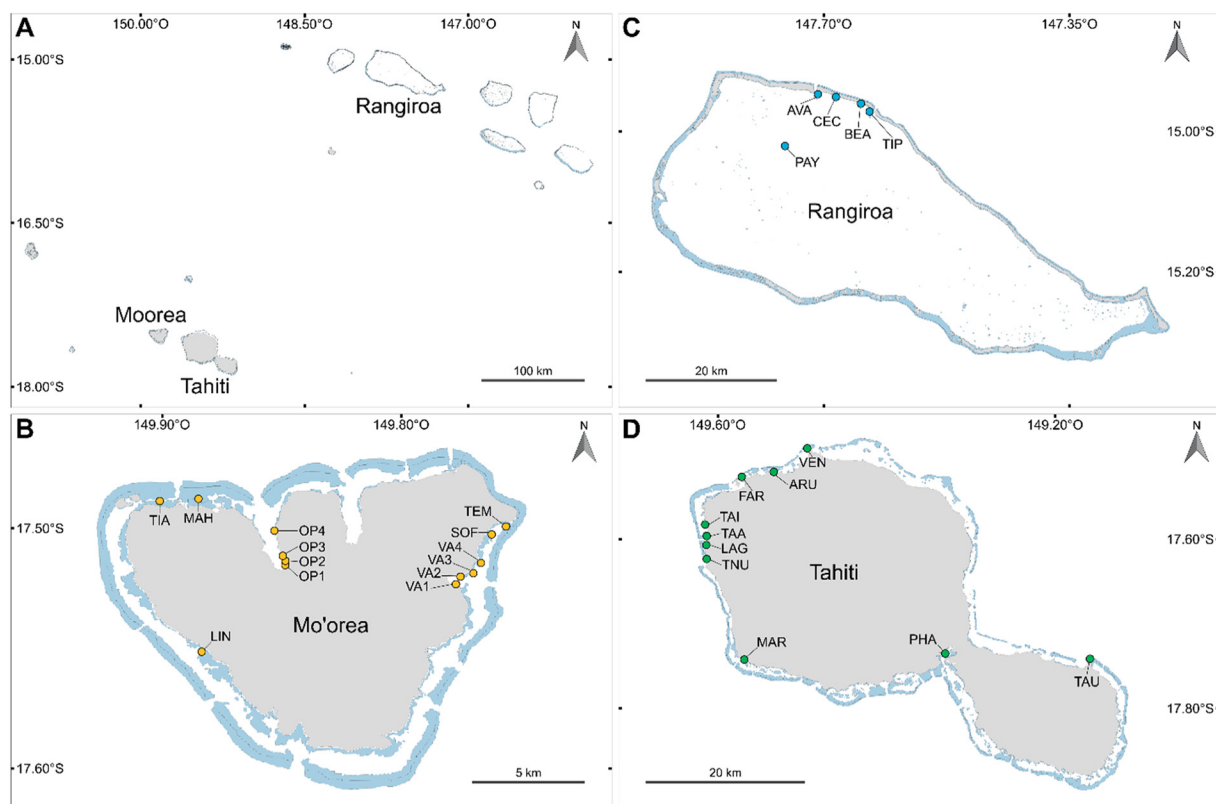 A
150.00°O
148.50°O
147.00°O
N
15.00°S
Rangiroa
16.50°S
Moorea
Tahiti
18.00°S
100 km
C
147.70°O
147.35°O
N
AVA
CEC
BEA
TIP
15.00°S
PAY
Rangiroa
15.20°S
20 km
B
149.90°O
149.80°O
N
TIA
MAH
OP4
TEM
17.50°S
SOF
OP3
VA4
OP2
VA3
OP1
VA2
VA1
LIN
Mo'orea
17.60°S
5 km
D
149.60°O
149.20°O
N
VEN
ARU
FAR
TAI
TAA
17.60°S
LAG
TNU
Tahiti
MAR
PHA
TAU
17.80°S
20 km